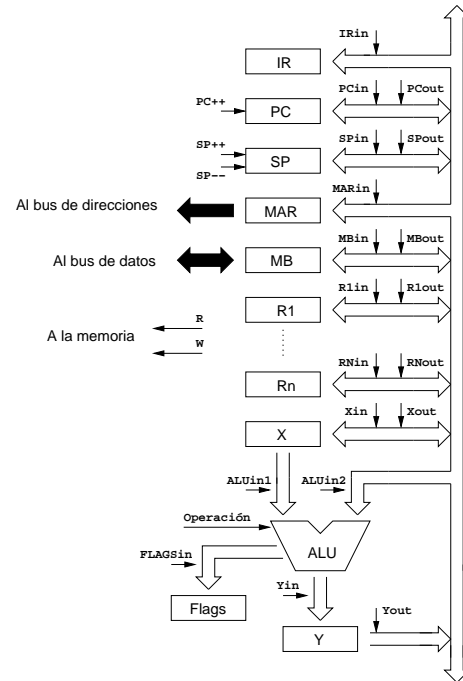 IRin
IR
PCin PCout
PC++
PC
SPin SPout
SP++
SP
SP--
MARin
Al bus de direcciones
MAR
MBin MBout
Al bus de datos
MB
R1in R1out
R
R1
A la memoria
W
RNin RNout
Rn
Xin Xout
X
ALUin1 ALUin2
Operación
ALU
FLAGSin
Yin
Flags
Yout
Y